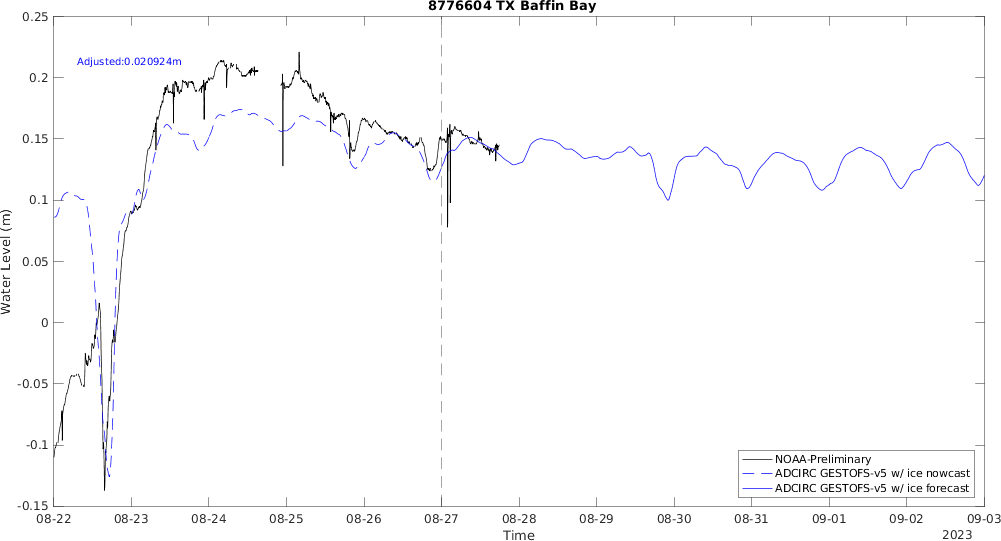 8776604 TX Baffin Bay
Adjusted:0.020924m
0.25
0.2
0.15
0.1
0.05
0
-0.05
-0.1
-0.15
Water Level (m)
NOAA-Preliminary
ADCIRC GESTOFS-v5 w/ ice nowcast
ADCIRC GESTOFS-v5 w/ ice forecast
08-22 08-23 08-24 08-25 08-26 08-27 08-28 08-29 08-30 08-31 09-01 09-02 09-03
Time
2023